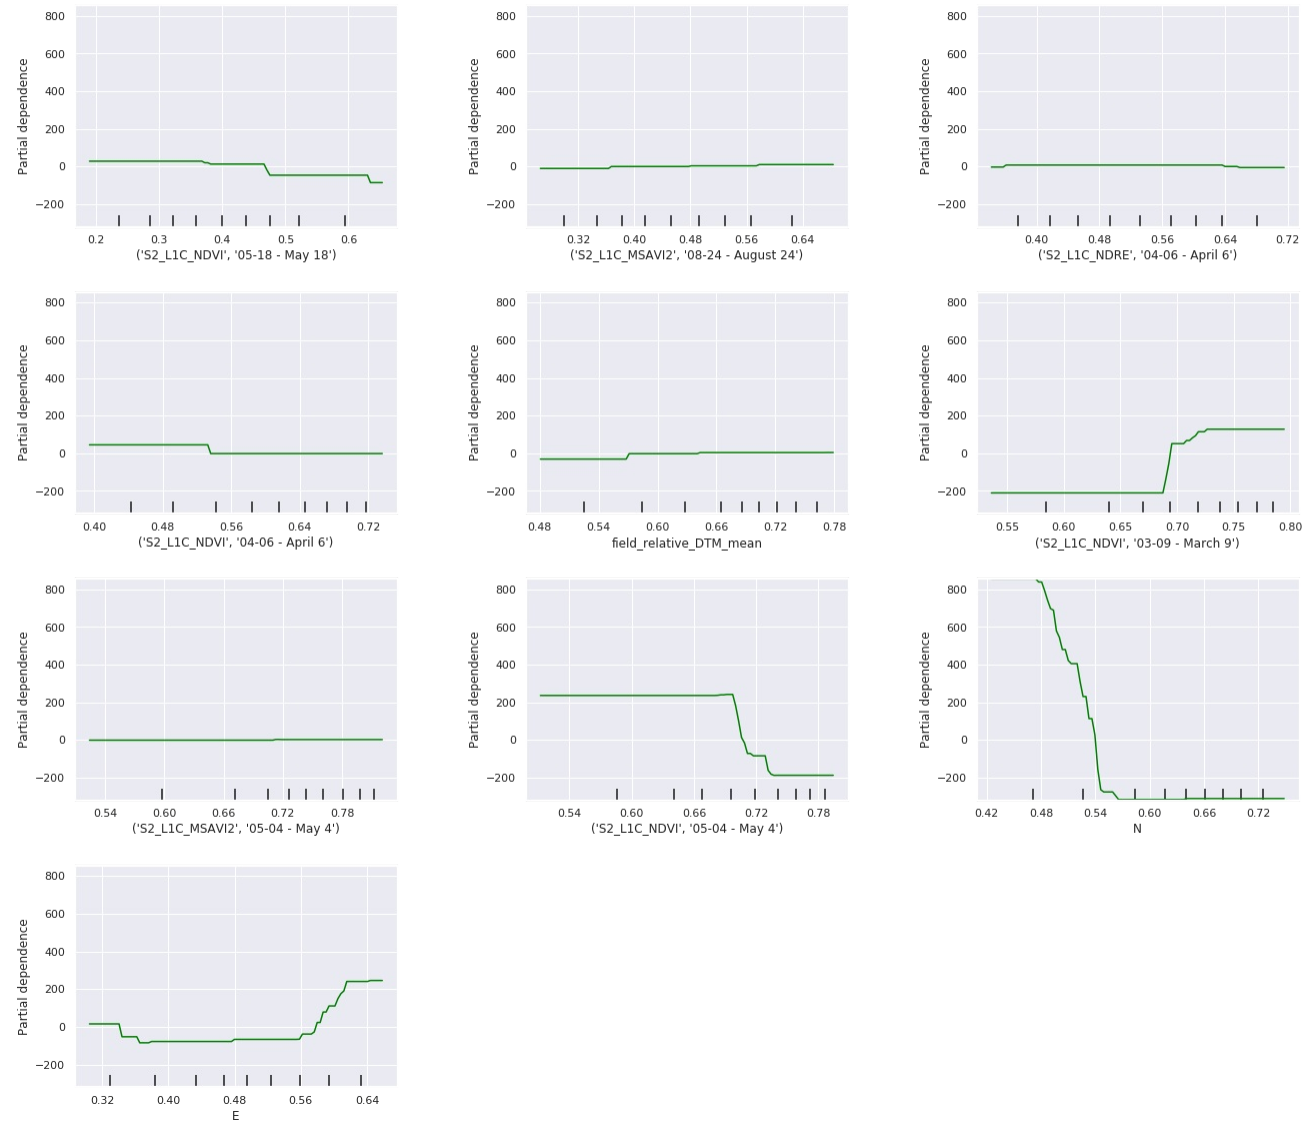 Partial dependence
800
600
400
200
0
−200
0.2 0.3 0.4 0.5 0.6
('S2_L1C_NDVI', '05-18 - May 18')
Partial dependence
800
600
400
200
0
−200
0.32 0.40 0.48 0.56 0.64
('S2_L1C_MSAVI2', '08-24 - August 24')
Partial dependence
800
600
400
200
0
−200
0.40 0.48 0.56 0.64 0.72
('S2_L1C_NDRE', '04-06 - April 6')
Partial dependence
800
600
400
200
0
−200
0.40 0.48 0.56 0.64 0.72
('S2_L1C_NDVI', '04-06 - April 6')
Partial dependence
800
600
400
200
0
−200
0.48 0.54 0.60 0.66 0.72 0.78
field_relative_DTM_mean
Partial dependence
800
600
400
200
0
−200
0.55 0.60 0.65 0.70 0.75 0.80
('S2_L1C_NDVI', '03-09 - March 9')
Partial dependence
800
600
400
200
0
−200
0.54 0.60 0.66 0.72 0.78
('S2_L1C_MSAVI2', '05-04 - May 4')
Partial dependence
800
600
400
200
0
−200
0.54 0.60 0.66 0.72 0.78
('S2_L1C_NDVI', '05-04 - May 4')
Partial dependence
800
600
400
200
0
−200
0.42 0.48 0.54 0.60 0.66 0.72
N
Partial dependence
800
600
400
200
0
−200
0.32 0.40 0.48 0.56 0.64
E